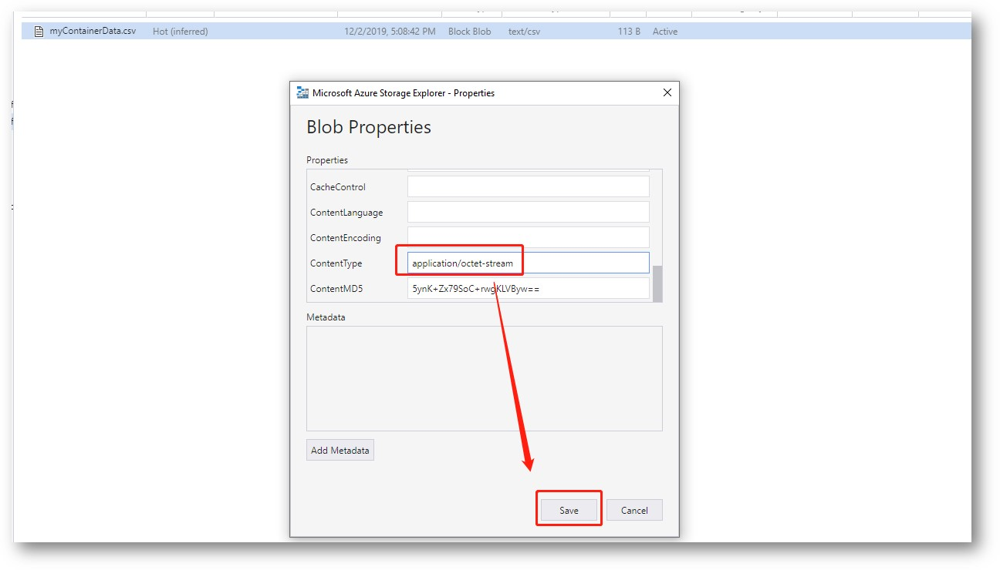 myContainerData.csv Hot (inferred) 12/2/2019, 5:08:42 PM Block Blob text/csv 113 B Active
Microsoft Azure Storage Explorer - Properties
Blob Properties
Properties
CacheControl
ContentLanguage
ContentEncoding
ContentType application/octet-stream
ContentMD5 5ynK+Zx79SoC+rwgKLVByw==
Metadata
Add Metadata
Save Cancel